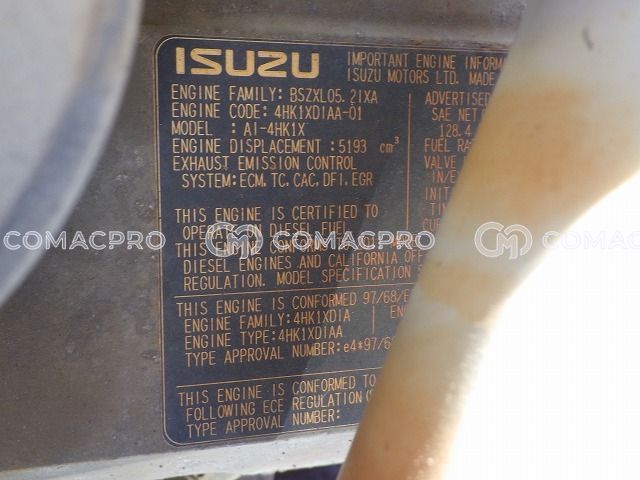 ISUZU
IMPORTANT ENGINE
ISUZU MOTORS LTD. MADE
ENGINE FAMILY: BSZXL05.2IXA
ENGINE CODE: 4HK1XDIAA-01
MODEL : AI-4HK1X
ENGINE DISPLACEMENT:5193 cm³
EXHAUST EMISSION CONTROL
SYSTEM:ECM,TC,CAC,DFI,EGR
ADVERTISED
SAE NET
128.4
FUEL
VALVE
THIS ENGINE IS CERTIFIED TO
OPERATE ON DIESEL FUEL
THIS ENGINE
DIESEL ENGINES AND CALIFORNIA
REGULATION. MODEL SPECIFICATION
THIS ENGINE IS CONFORMED 97/68/
ENGINE FAMILY:4HK1XDIA
ENGINE TYPE:4HK1XDIAA
TYPE APPROVAL NUMBER:e4*97/6
THIS ENGINE IS CONFORMED TO
FOLLOWING ECE REGULATION
TYPE APPROVAL NUMBER:
COMACPRO COMACPRO COMACPRO